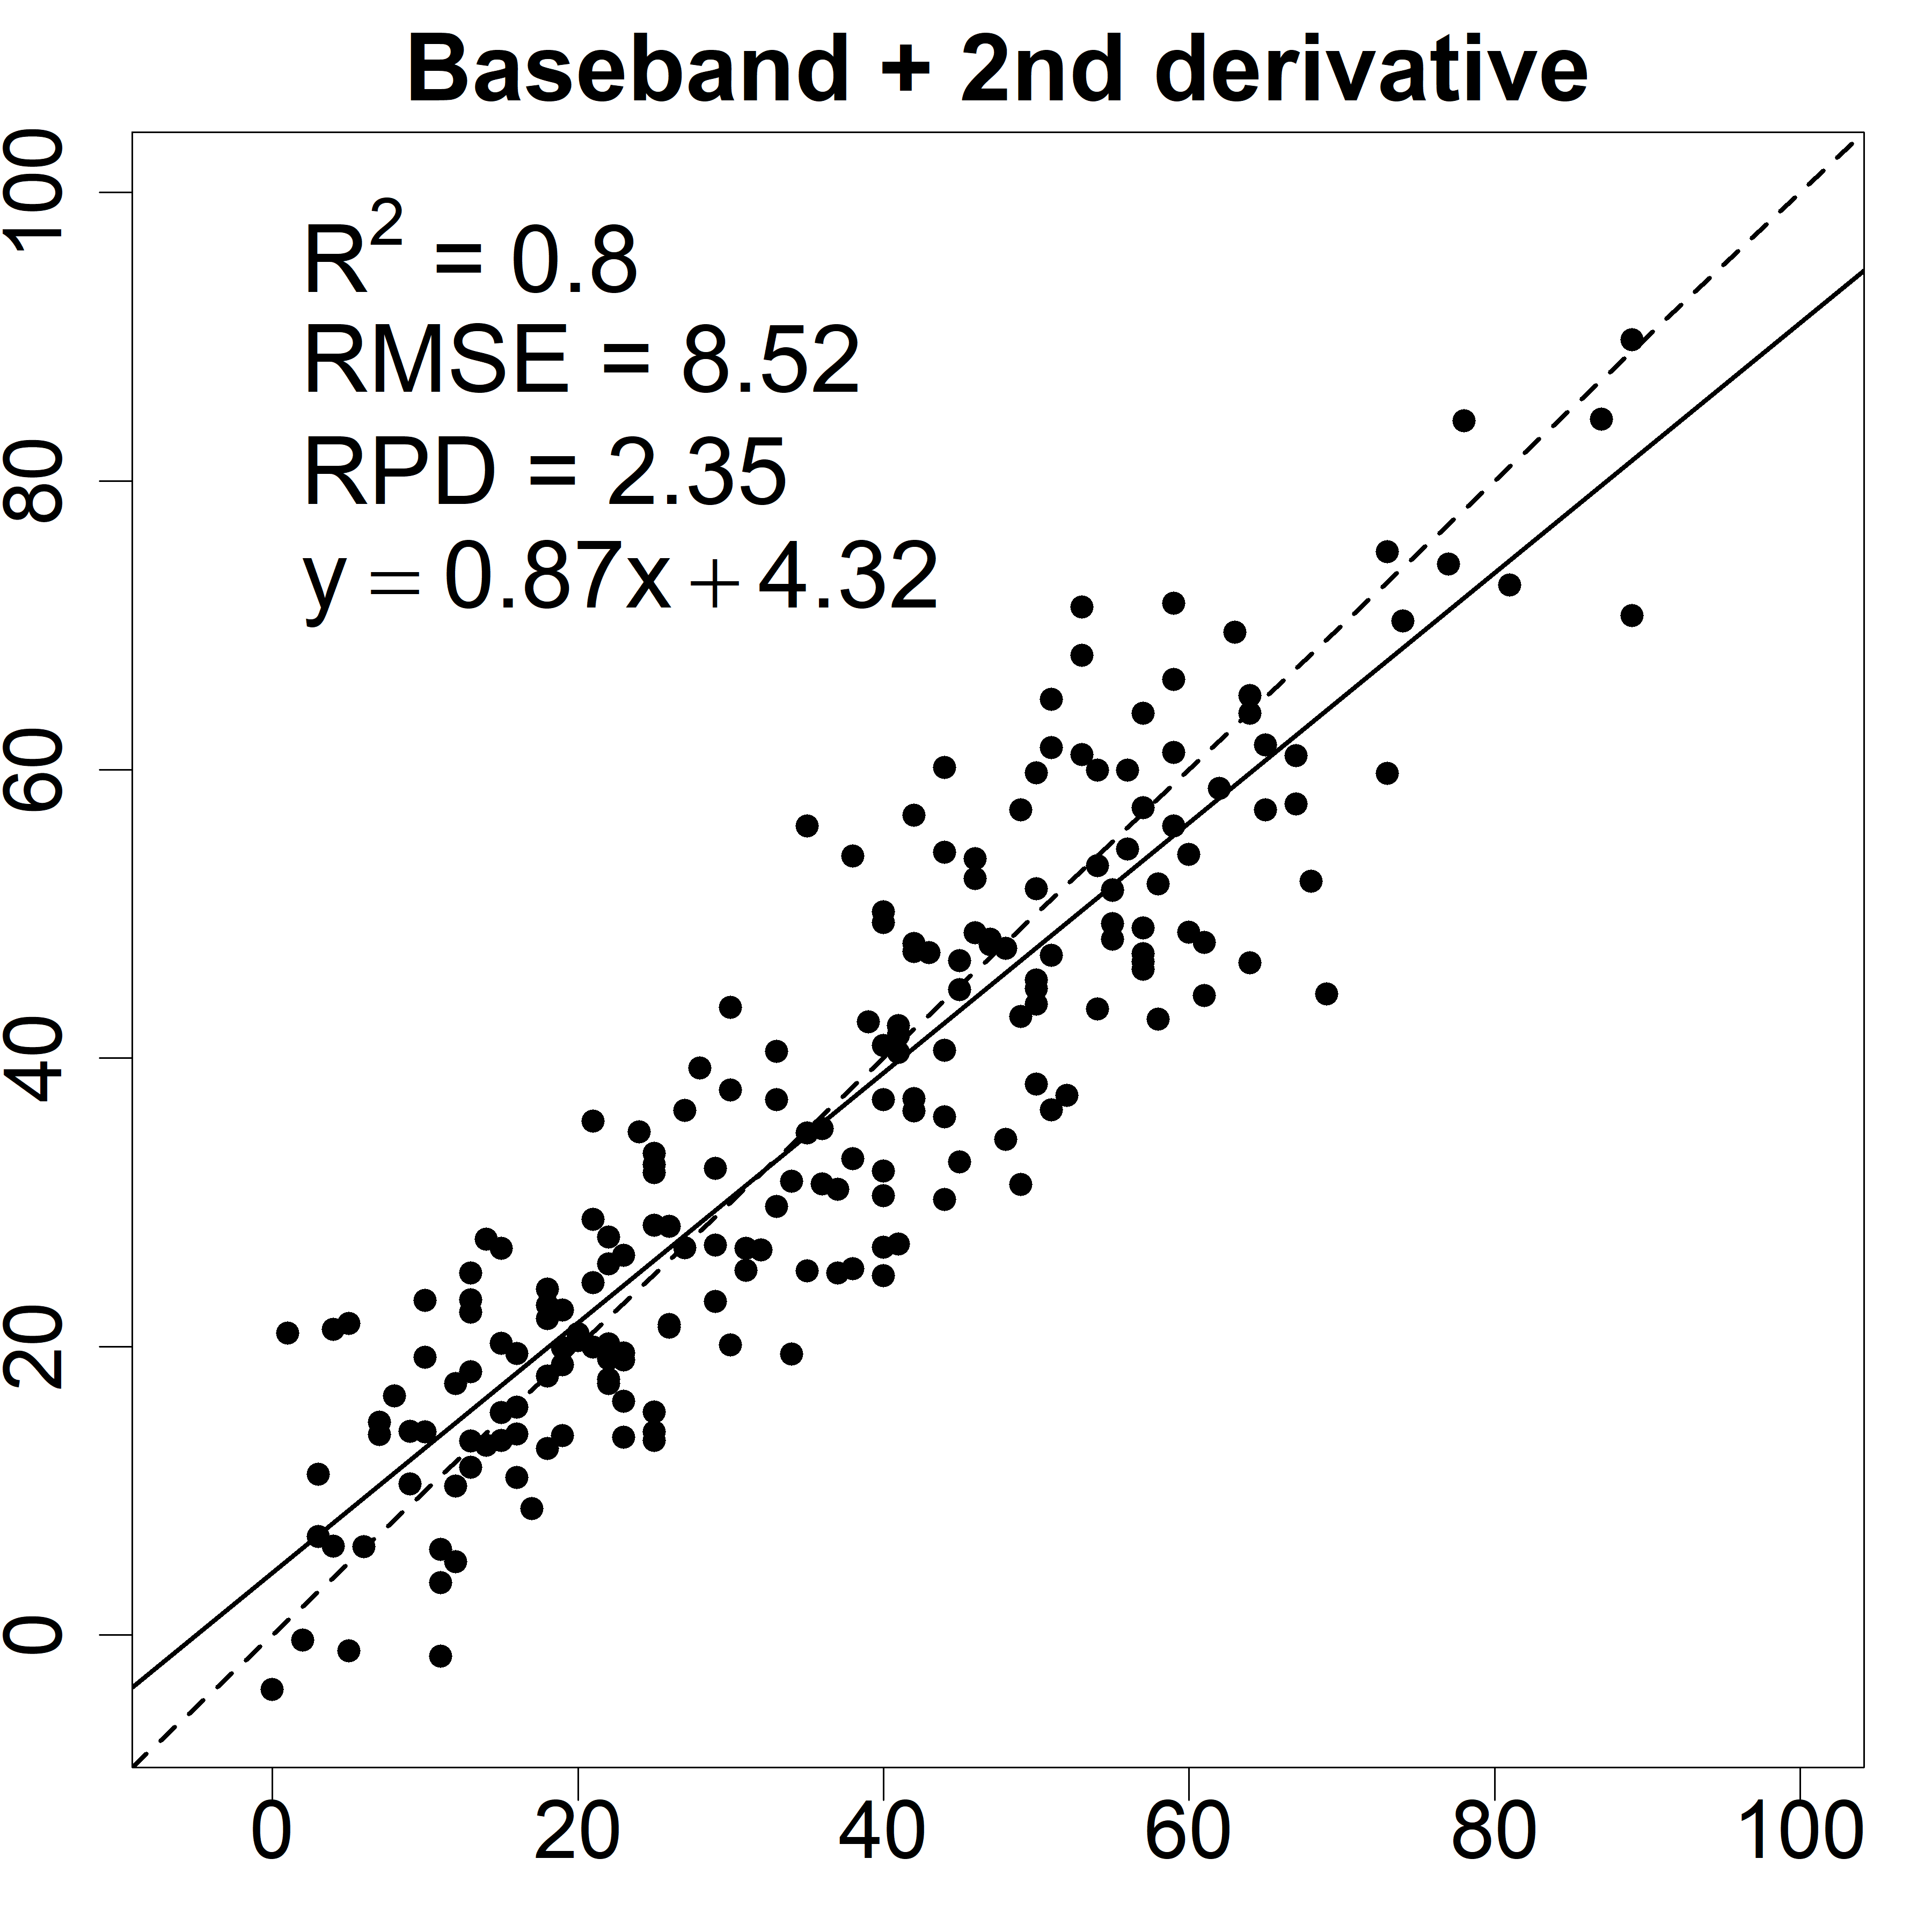 Baseband + 2nd derivative
R² = 0.8
RMSE = 8.52
RPD = 2.35
y = 0.87x + 4.32
100
80
60
40
20
0
0 20 40 60 80 100